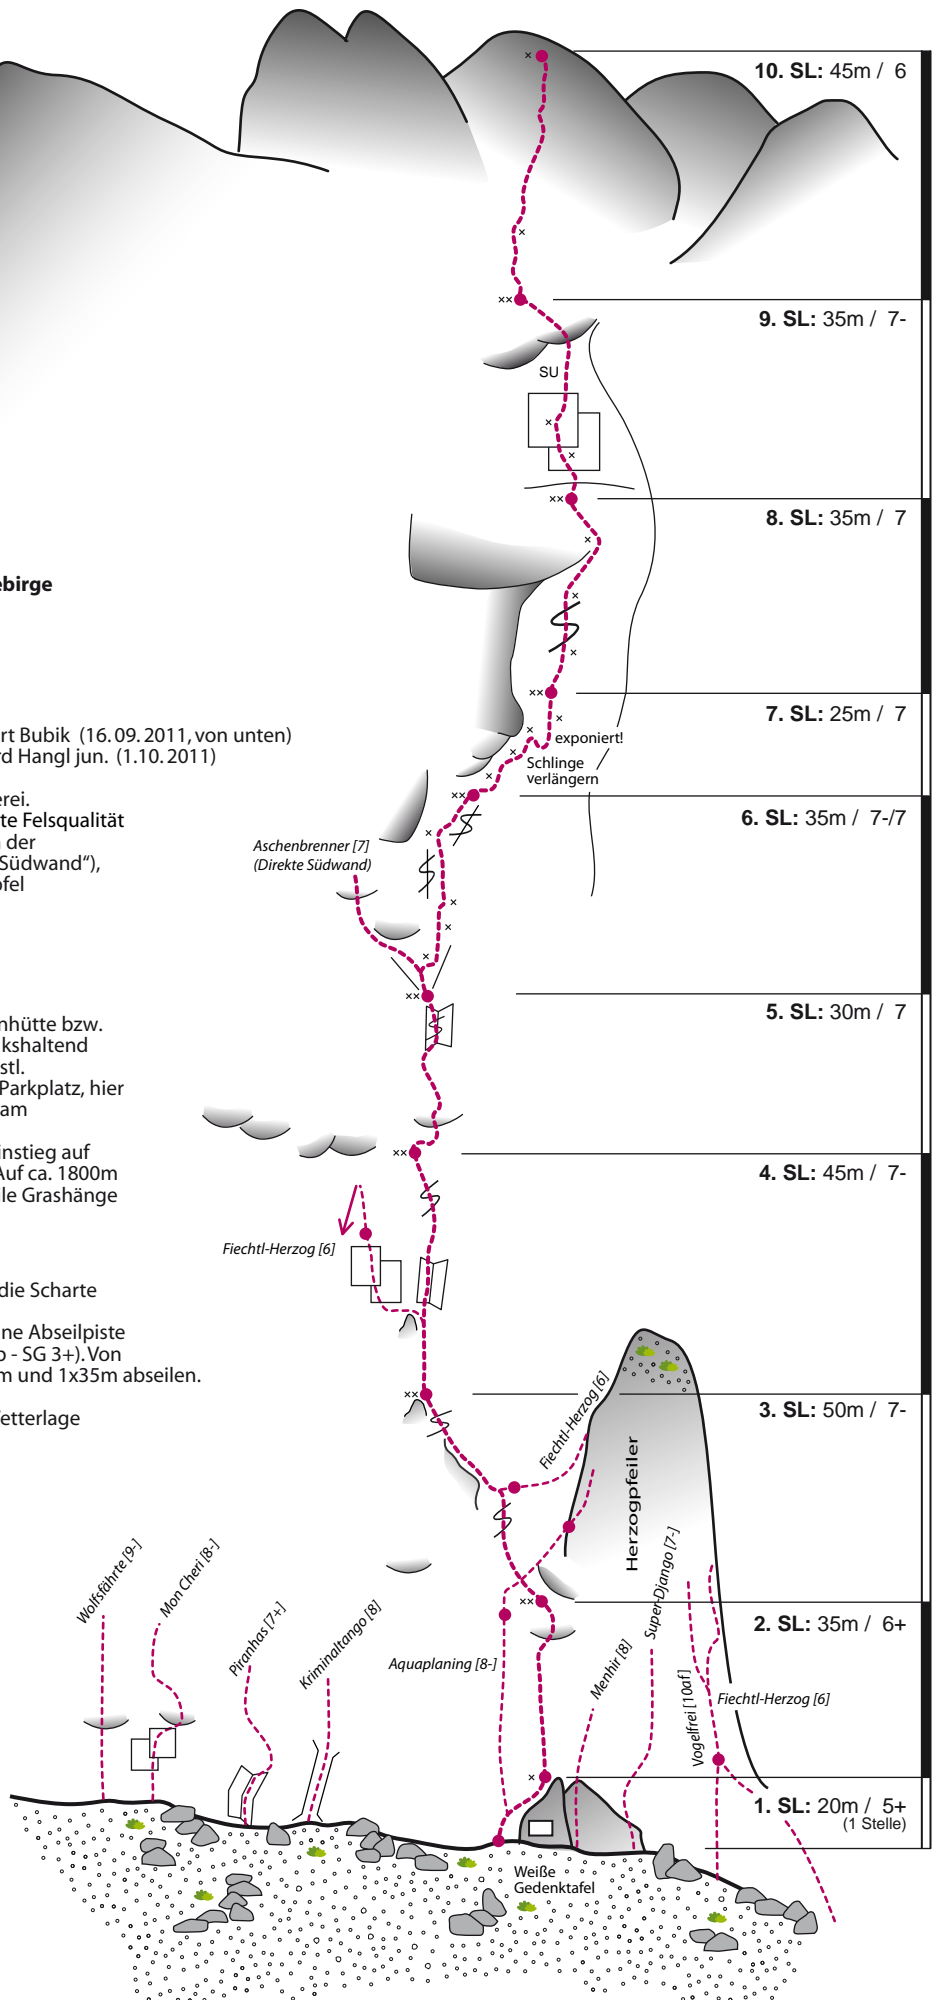 10. SL: 45m / 6
9. SL: 35m / 7-
SU
8. SL: 35m / 7
ebirge
7. SL: 25m / 7
exponiert!
Schlinge
verlängern
rt Bubik (16.09.2011, von unten)
rd Hangl jun. (1.10.2011)
erei.
te Felsqualität
n der
Südwand“),
pfel
6. SL: 35m / 7-/7
Aschenbrenner [7]
(Direkte Südwand)
5. SL: 30m / 7
nhütte bzw.
kshaltend
stl.
Parkplatz, hier
am
instieg auf
Auf ca. 1800m
ile Grashänge
4. SL: 45m / 7-
Fiechtl-Herzog [6]
die Scharte
ne Abseilpiste
o - SG 3+). Von
m und 1x35m abseilen.
etterlage
3. SL: 50m / 7-
Fiechtl-Herzog [6]
Herzogpfeiler
2. SL: 35m / 6+
Wolfsfährte [9-]
Mon Cheri [8-]
Piranhas [7+]
Kriminaltango [8]
Aquaplaning [8-]
Menhir [8]
Super-Django [7-]
Vogelfrei [10af]
Fiechtl-Herzog [6]
1. SL: 20m / 5+
(1 Stelle)
Weiße
Gedenktafel